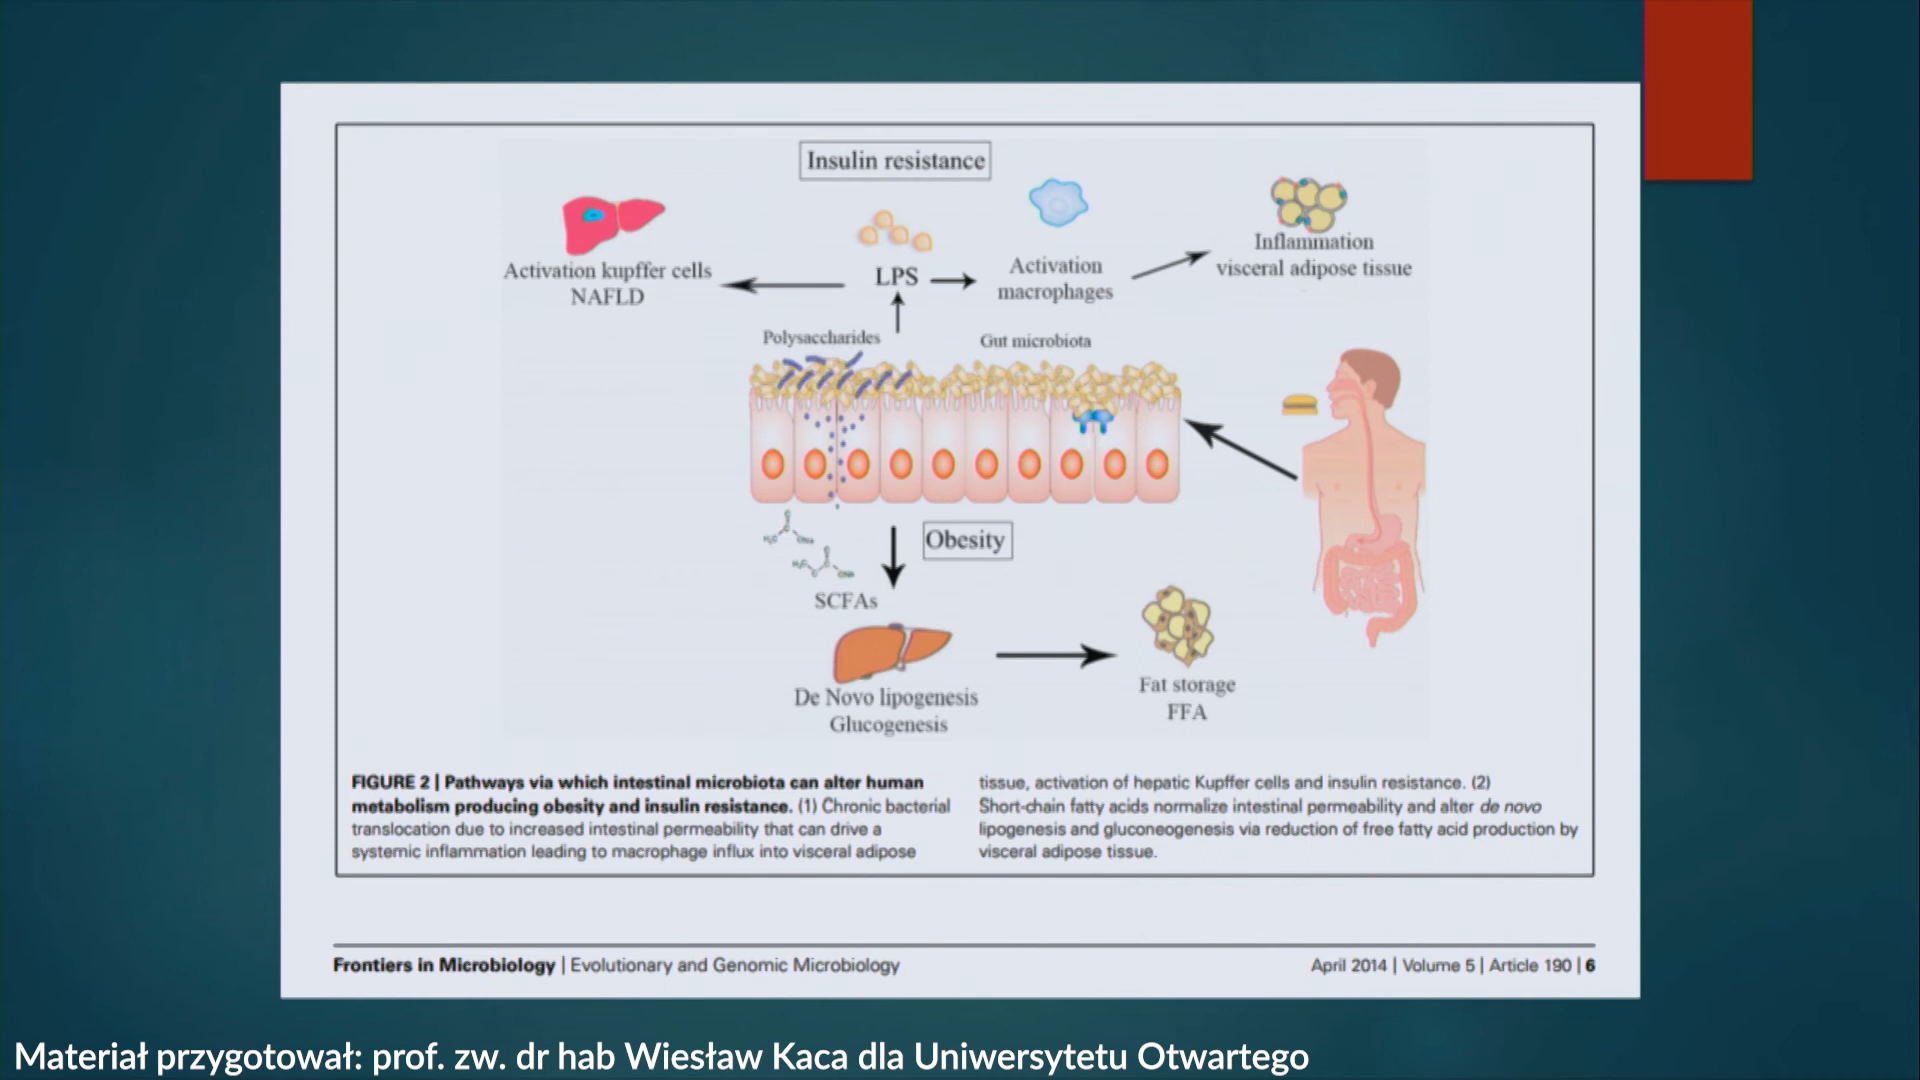 Insulin resistance
Activation kupffer cells
NAFLD
LPS
Activation
macrophages
Inflammation
visceral adipose tissue
Polysaccharides
Gut microbiota
Obesity
SCFAs
De Novo lipogenesis
Glucogenesis
Fat storage
FFA
FIGURE 2 | Pathways via which intestinal microbiota can alter human
metabolism producing obesity and insulin resistance. (1) Chronic bacterial
translocation due to increased intestinal permeability that can drive a
systemic inflammation leading to macrophage influx into visceral adipose
tissue, activation of hepatic Kupffer cells and insulin resistance. (2)
Short-chain fatty acids normalize intestinal permeability and alter de novo
lipogenesis and gluconeogenesis via reduction of free fatty acid production by
visceral adipose tissue.
Frontiers in Microbiology | Evolutionary and Genomic Microbiology
April 2014 | Volume 5 | Article 190 | 6
Materiał przygotował: prof. zw. dr hab Wiesław Kaca dla Uniwersytetu Otwartego